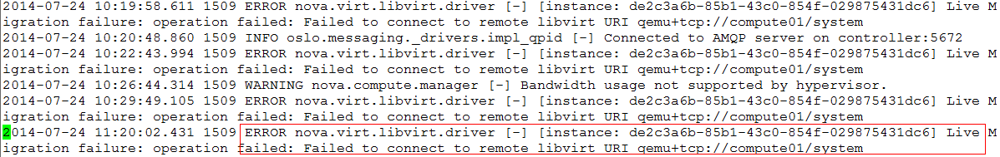 2014-07-24 10:19:58.611 1509 ERROR nova.virt.libvirt.driver [-] [instance: de2c3a6b-85b1-43c0-854f-029875431dc6] Live M
igration failure: operation failed: Failed to connect to remote libvirt URI qemu+tcp://compute01/system
2014-07-24 10:20:48.860 1509 INFO oslo.messaging._drivers.impl_qpid [-] Connected to AMQP server on controller:5672
2014-07-24 10:22:43.994 1509 ERROR nova.virt.libvirt.driver [-] [instance: de2c3a6b-85b1-43c0-854f-029875431dc6] Live M
igration failure: operation failed: Failed to connect to remote libvirt URI qemu+tcp://compute01/system
2014-07-24 10:26:44.314 1509 WARNING nova.compute.manager [-] Bandwidth usage not supported by hypervisor.
2014-07-24 10:29:49.105 1509 ERROR nova.virt.libvirt.driver [-] [instance: de2c3a6b-85b1-43c0-854f-029875431dc6] Live M
igration failure: operation failed: Failed to connect to remote libvirt URI qemu+tcp://compute01/system
2014-07-24 11:20:02.431 1509 ERROR nova.virt.libvirt.driver [-] [instance: de2c3a6b-85b1-43c0-854f-029875431dc6] Live M
igration failure: operation failed: Failed to connect to remote libvirt URI qemu+tcp://compute01/system